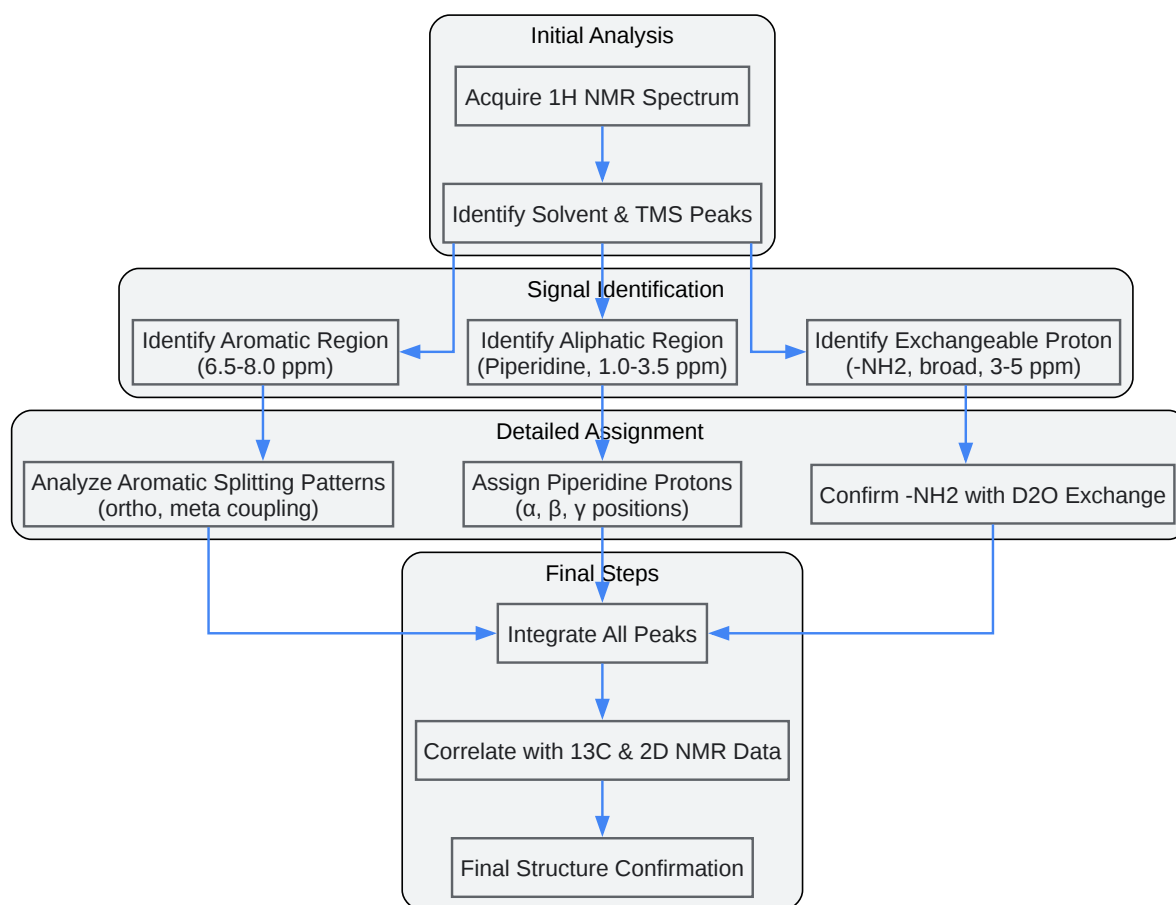 Initial Analysis
Acquire 1H NMR Spectrum
Identify Solvent & TMS Peaks
Signal Identification
Identify Aromatic Region
(6.5-8.0 ppm)
Identify Aliphatic Region
(Piperidine, 1.0-3.5 ppm)
Identify Exchangeable Proton
(-NH2, broad, 3-5 ppm)
Detailed Assignment
Analyze Aromatic Splitting Patterns
(ortho, meta coupling)
Assign Piperidine Protons
(α, β, γ positions)
Confirm -NH2 with D2O Exchange
Final Steps
Integrate All Peaks
Correlate with 13C & 2D NMR Data
Final Structure Confirmation